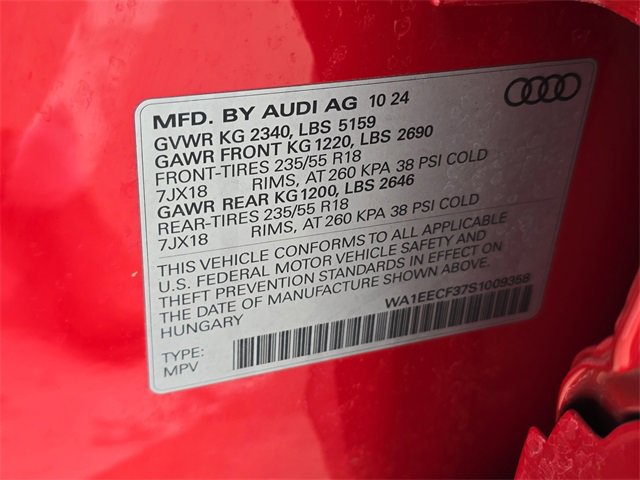 MFD. BY AUDI AG 10 24
GVWR KG 2340, LBS 5159
GAWR FRONT KG 1220, LBS 2690
FRONT-TIRES 235/55 R18
7JX18 RIMS, AT 260 KPA 38 PSI COLD
GAWR REAR KG 1200, LBS 2646
REAR-TIRES 235/55 R18
7JX18 RIMS, AT 260 KPA 38 PSI COLD
THIS VEHICLE CONFORMS TO ALL APPLICABLE
U.S. FEDERAL MOTOR VEHICLE SAFETY AND
THEFT PREVENTION STANDARDS IN EFFECT ON
THE DATE OF MANUFACTURE SHOWN ABOVE.
HUNGARY
WA1EECF37S1009358
TYPE:
MPV